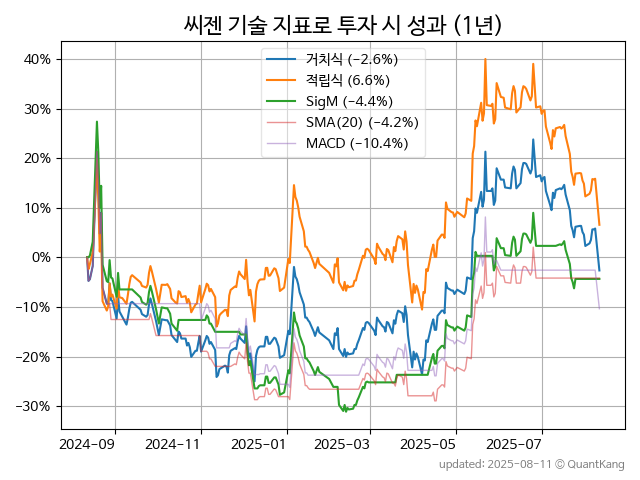 씨젠 기술 지표로 투자 시 성과 (1년)
거치식 (−2.6%)
적립식 (6.6%)
SigM (−4.4%)
SMA(20) (−4.2%)
MACD (−10.4%)
40%
30%
20%
10%
0%
−10%
−20%
−30%
2024-09 2024-11 2025-01 2025-03 2025-05 2025-07
updated: 2025-08-11 © QuantKang